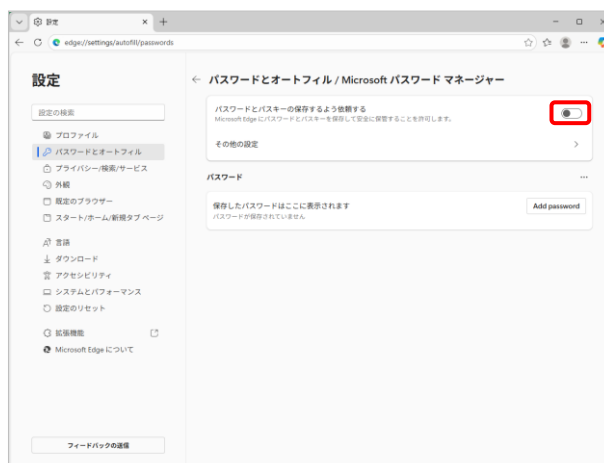 設定
edge://settings/autofill/passwords
設定
設定の検索
プロファイル
パスワードとオートフィル
プライバシー/検索/サービス
外観
既定のブラウザー
スタート/ホーム/新規タブ ページ
言語
ダウンロード
アクセシビリティ
システムとパフォーマンス
設定のリセット
拡張機能
Microsoft Edge について
フィードバックの送信
パスワードとオートフィル / Microsoft パスワード マネージャー
パスワードとパスキーの保存するよう依頼する
Microsoft Edge にパスワードとパスキーを保存して安全に保管することを許可します。
その他の設定
パスワード
保存したパスワードはここに表示されます
パスワードが保存されていません
Add password